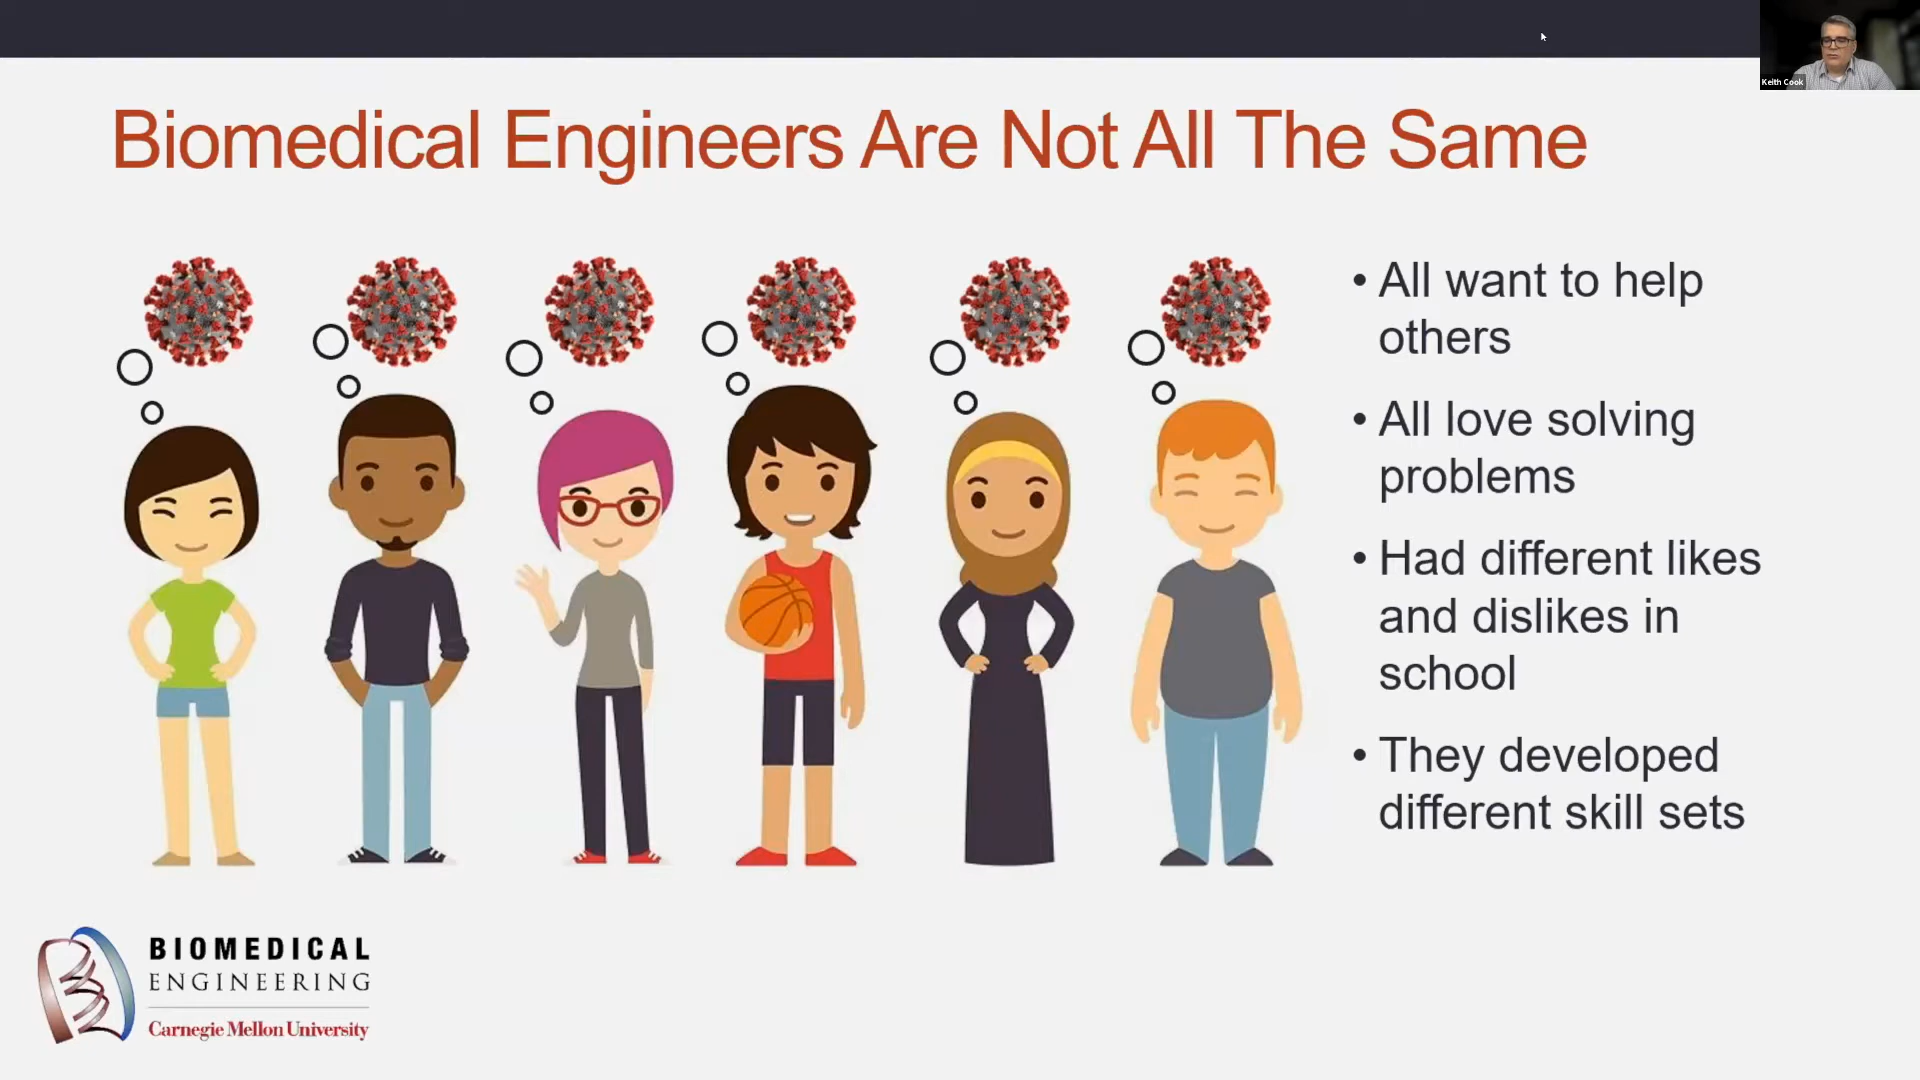 Keith Cook
Biomedical Engineers Are Not All The Same
• All want to help
others
• All love solving
problems
• Had different likes
and dislikes in
school
• They developed
different skill sets
BIOMEDICAL
ENGINEERING
Carnegie Mellon University